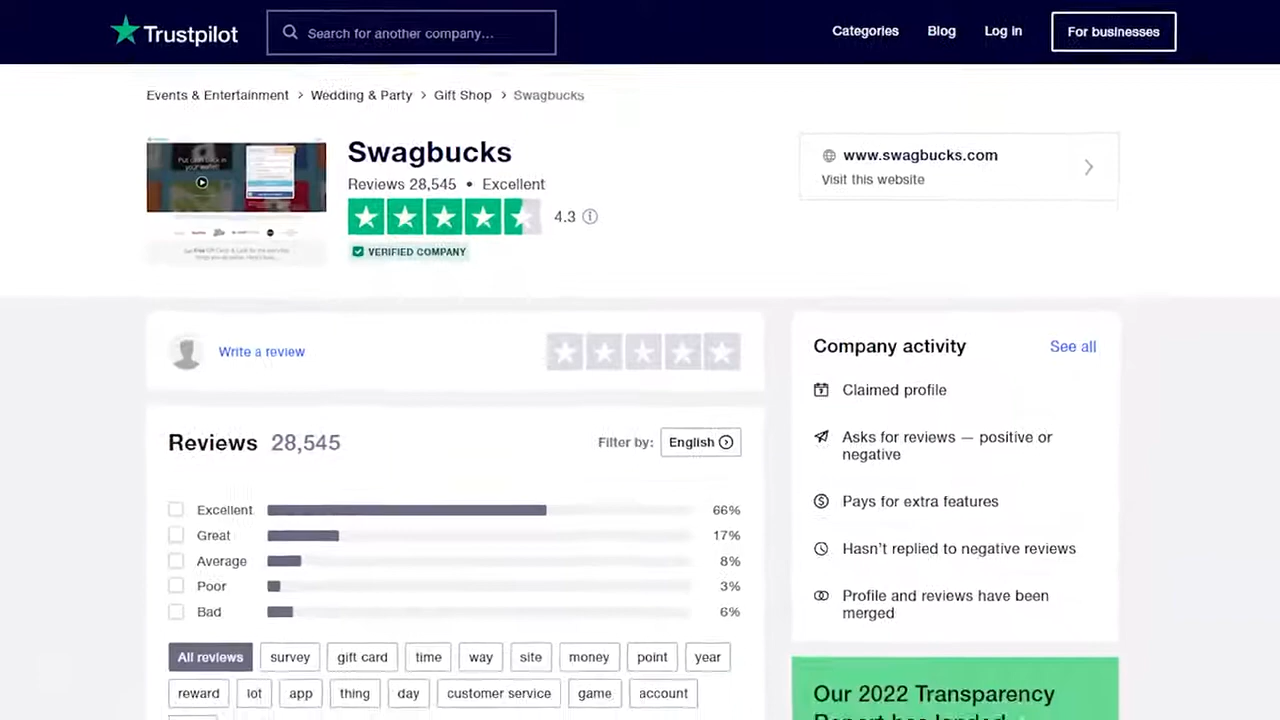 Trustpilot
Search for another company...
Categories
Blog
Log in
For businesses
Events & Entertainment > Wedding & Party > Gift Shop > Swagbucks
Swagbucks
Reviews 28,545 • Excellent
4.3
VERIFIED COMPANY
www.swagbucks.com
Visit this website
Write a review
Reviews 28,545
Filter by: English
Excellent 66%
Great 17%
Average 8%
Poor 3%
Bad 6%
All reviews survey gift card time way site money point year
reward lot app thing day customer service game account
Company activity See all
Claimed profile
Asks for reviews — positive or
negative
Pays for extra features
Hasn't replied to negative reviews
Profile and reviews have been
merged
Our 2022 Transparency
Report has landed